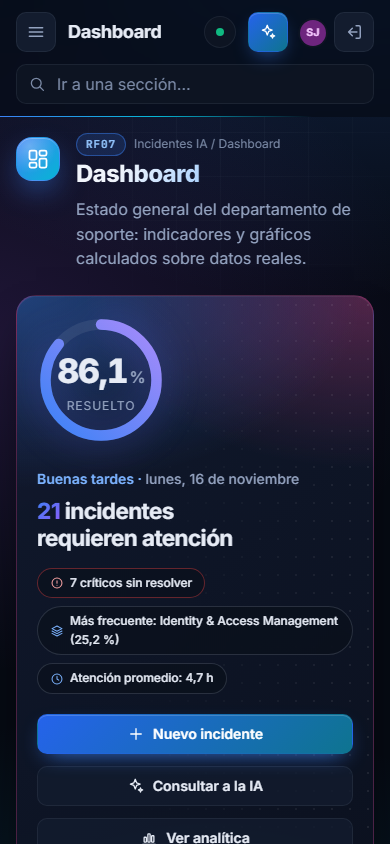 Dashboard
SJ
Ir a una sección...
RF07 Incidentes IA / Dashboard
Dashboard
Estado general del departamento de
soporte: indicadores y gráficos
calculados sobre datos reales.
86,1%
RESUELTO
Buenas tardes · lunes, 16 de noviembre
21 incidentes
requieren atención
7 críticos sin resolver
Más frecuente: Identity & Access Management
(25,2 %)
Atención promedio: 4,7 h
Nuevo incidente
Consultar a la IA
Ver analítica